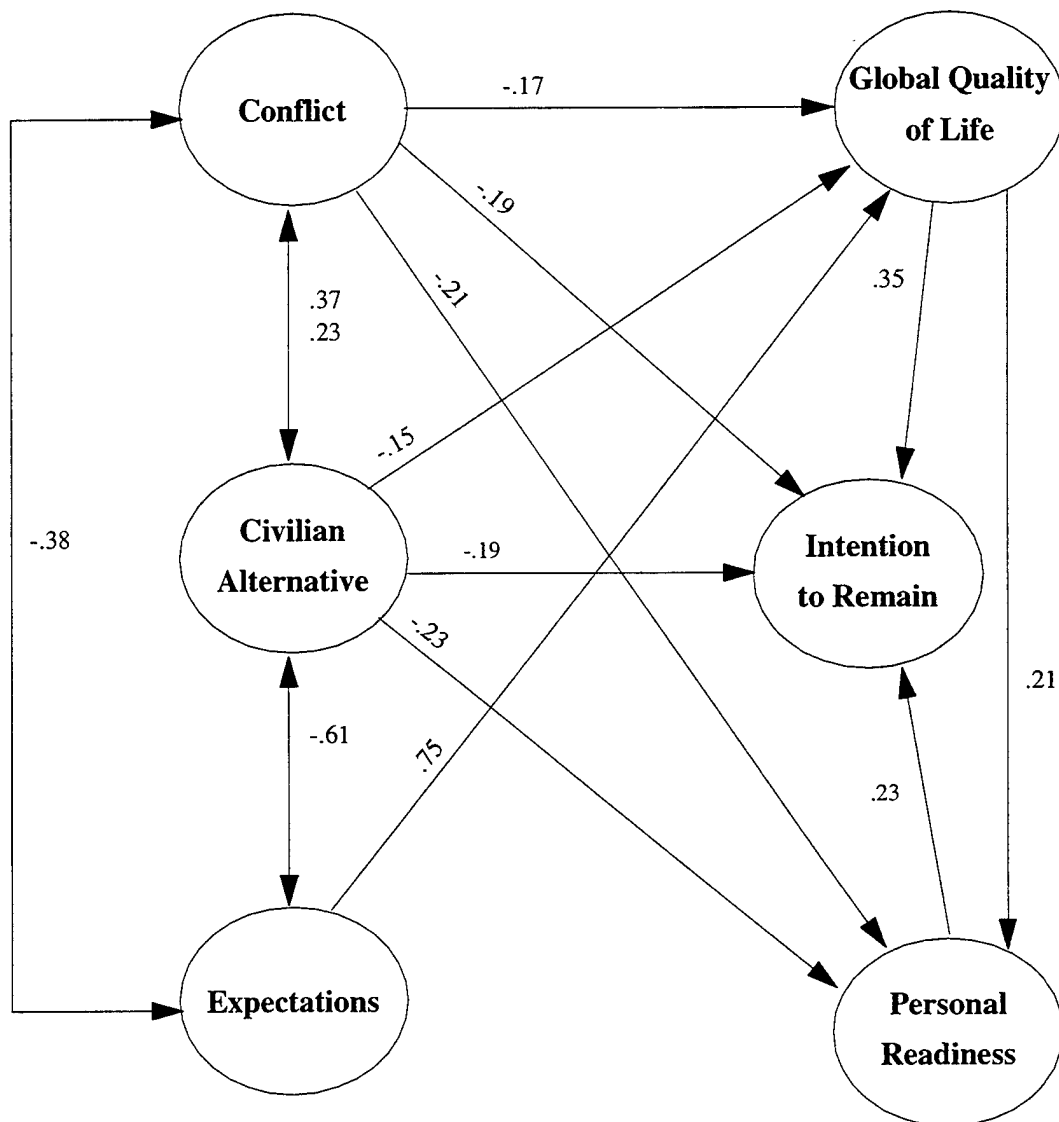 Conflict
-.17
Global Quality
of Life
-.19
-.21
.37
.23
.35
-.15
-.38
Civilian
Alternative
-.19
Intention
to Remain
-.23
.21
-.61
.75
.23
Expectations
Personal
Readiness